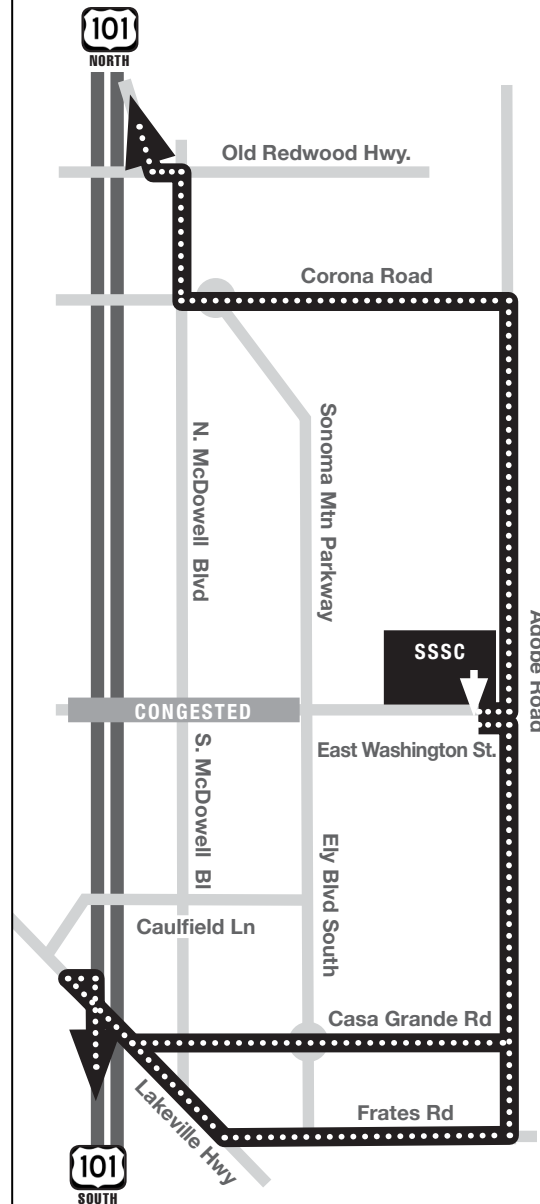 101
NORTH
Old Redwood Hwy.
Corona Road
N. McDowell Blvd
Sonoma Mtn Parkway
SSSC
Adobe Road
CONGESTED
East Washington St.
S. McDowell Bl
Ely Blvd South
Caulfield Ln
Casa Grande Rd
Lakeville Hwy
Frates Rd
101
SOUTH